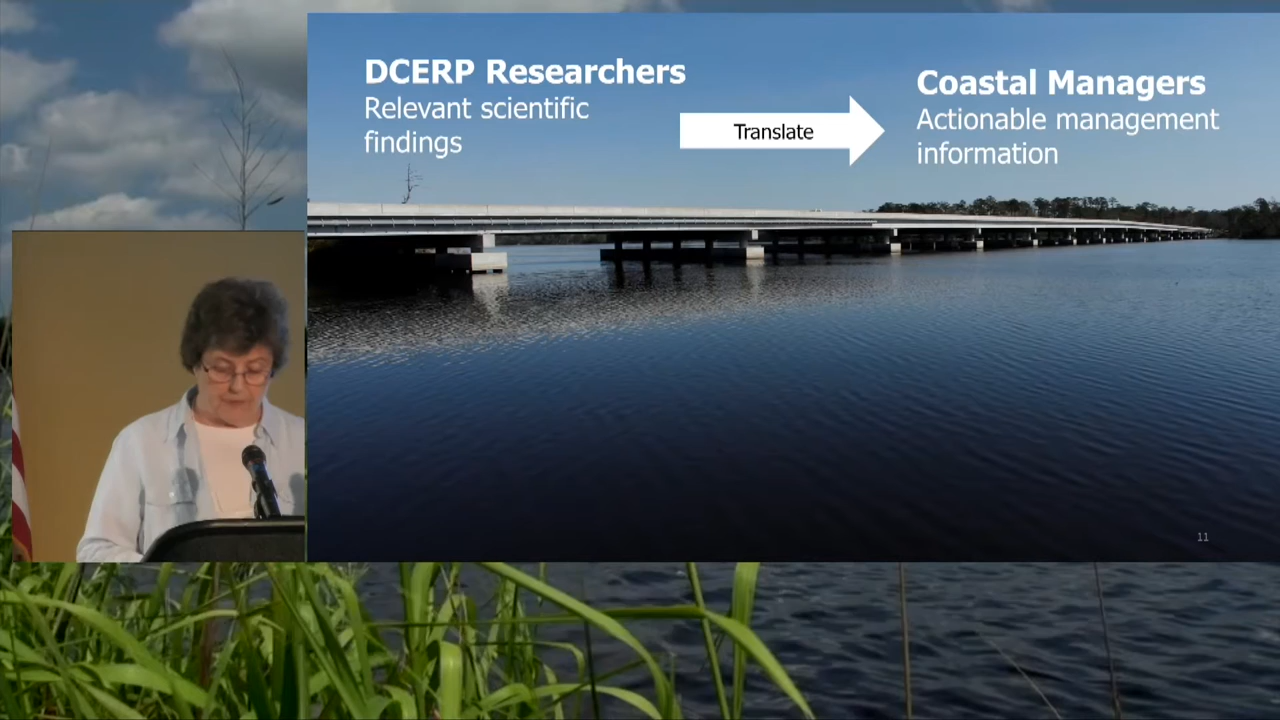 DCERP Researchers
Relevant scientific
findings
Translate
Coastal Managers
Actionable management
information
11